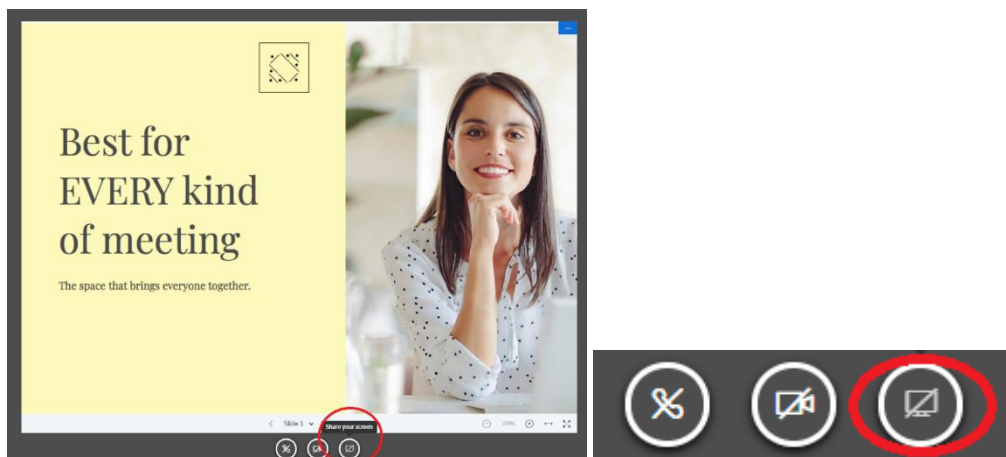 Best for
EVERY kind
of meeting
The space that brings everyone together.
Slide 1
100%
Share your screen